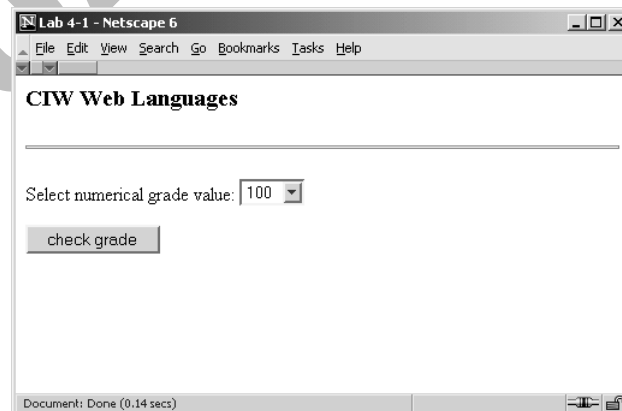 Lab 4-1 - Netscape 6
File Edit View Search Go Bookmarks Tasks Help
CIW Web Languages
Select numerical grade value: 100
check grade
Document: Done (0.14 secs)